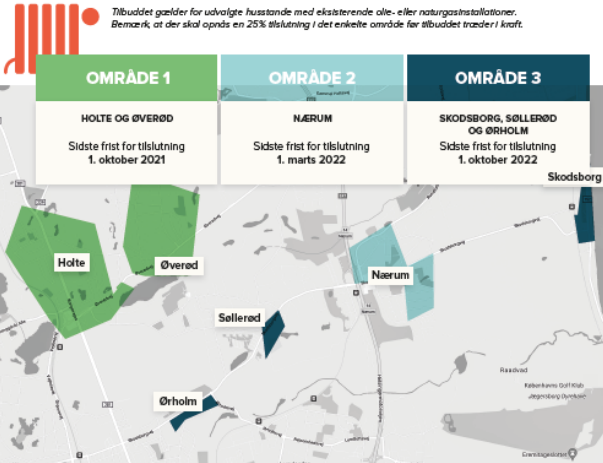 Tilbuddet gælder for udvalgte husstande med eksisterende olie- eller naturgasinstallationer.
Bemærk, at der skal opnås en 25% tilslutning i det enkelte område før tilbuddet træder i kraft.
OMRÅDE 1
OMRÅDE 2
OMRÅDE 3
HOLTE OG ØVERØD
NÆRUM
SKODSBORG, SØLLERØD
OG ØRHOLM
Sidste frist for tilslutning
1. oktober 2021
Sidste frist for tilslutning
1. marts 2022
Sidste frist for tilslutning
1. oktober 2022
Skodsborg
Holte
Øverød
Nærum
Søllerød
Ørholm
Raadvad
Københavns Golf Klub
Jægersborg Dyrehave
Eremitageslottet